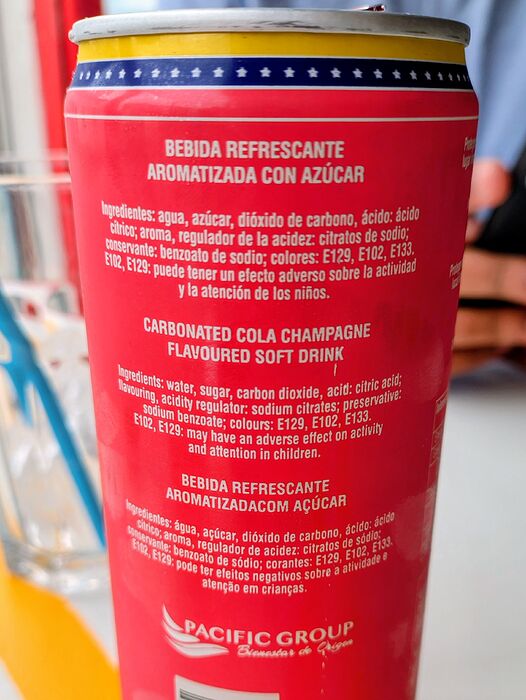 BEBIDA REFRESCANTE
AROMATIZADA CON AZÚCAR
Ingredientes: agua, azúcar, dióxido de carbono, ácido: ácido
cítrico; aroma, regulador de la acidez: citratos de sodio;
conservante: benzoato de sodio; colores: E129, E102, E133.
E102, E129: puede tener un efecto adverso sobre la actividad
y la atención de los niños.
CARBONATED COLA CHAMPAGNE
FLAVOURED SOFT DRINK
Ingredients: water, sugar, carbon dioxide, acid: citric acid;
flavouring, acidity regulator: sodium citrates; preservative:
sodium benzoate; colours: E129, E102, E133.
E102, E129: may have an adverse effect on activity
and attention in children.
BEBIDA REFRESCANTE
AROMATIZADACOM AÇÚCAR
Ingredientes: água, açúcar, dióxido de carbono, ácido: ácido
cítrico; aroma, regulador de acidez: citratos de sódio;
conservante: benzoato de sódio; corantes: E129, E102, E133.
E102, E129: pode ter efeitos negativos sobre a atividade e
atenção em crianças.
PACIFIC GROUP
Bienestar de Origen